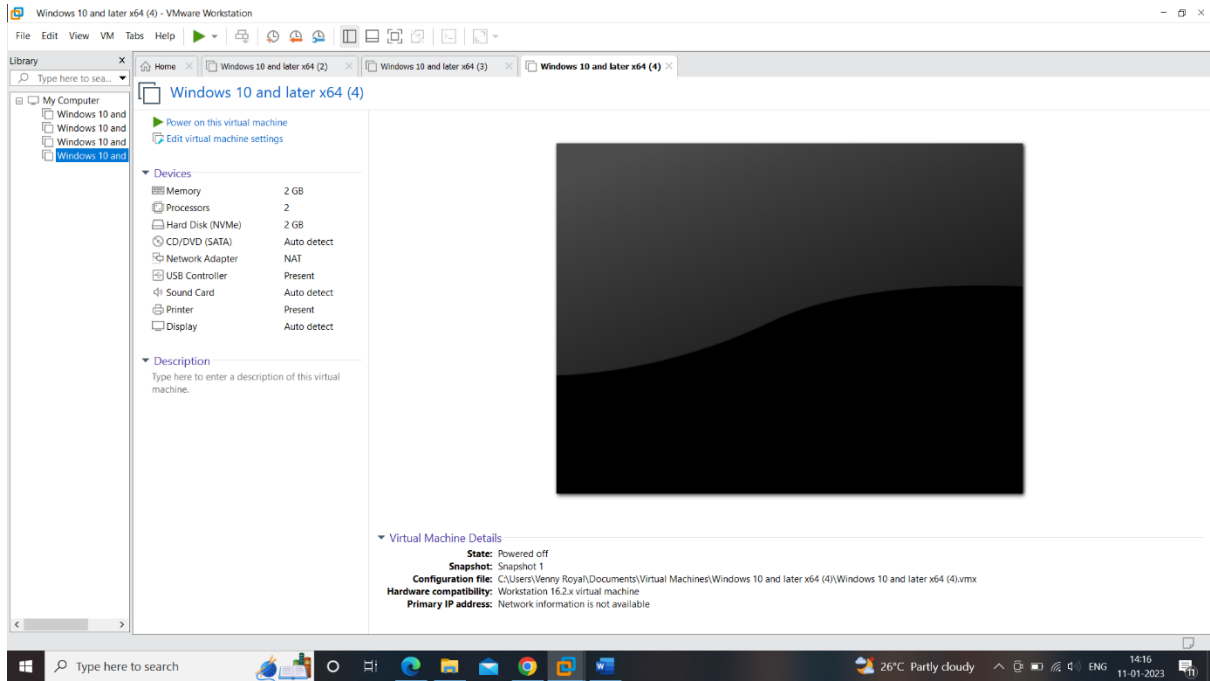 Windows 10 and later x64 (4) - VMware Workstation
File Edit View VM Tabs Help
Library X
Type here to sea...
Home
Windows 10 and later x64 (2)
Windows 10 and later x64 (3)
Windows 10 and later x64 (4)
My Computer
Windows 10 and
Windows 10 and
Windows 10 and
Windows 10 and
Windows 10 and later x64 (4)
Power on this virtual machine
Edit virtual machine settings
Devices
Memory 2 GB
Processors 2
Hard Disk (NVMe) 2 GB
CD/DVD (SATA) Auto detect
Network Adapter NAT
USB Controller Present
Sound Card Auto detect
Printer Present
Display Auto detect
Description
Type here to enter a description of this virtual
machine.
Virtual Machine Details
State: Powered off
Snapshot: Snapshot 1
Configuration file: C:\Users\Venny Royal\Documents\Virtual Machines\Windows 10 and later x64 (4)\Windows 10 and later x64 (4).vmx
Hardware compatibility: Workstation 16.2.x virtual machine
Primary IP address: Network information is not available
Type here to search
26°C Partly cloudy
ENG
14:16
11-01-2023
11